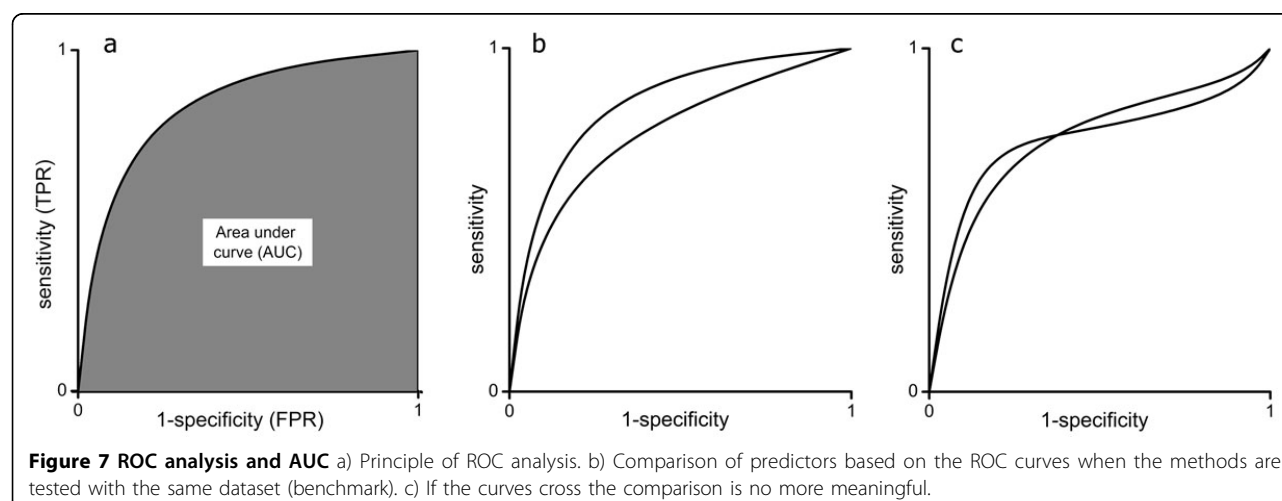 a
1
sensitivity (TPR)
Area under
curve (AUC)
0
0
1-specificity (FPR)
1
b
1
sensitivity
0
0
1-specificity
1
c
1
sensitivity
0
0
1-specificity
1
Figure 7 ROC analysis and AUC a) Principle of ROC analysis. b) Comparison of predictors based on the ROC curves when the methods are
tested with the same dataset (benchmark). c) If the curves cross the comparison is no more meaningful.